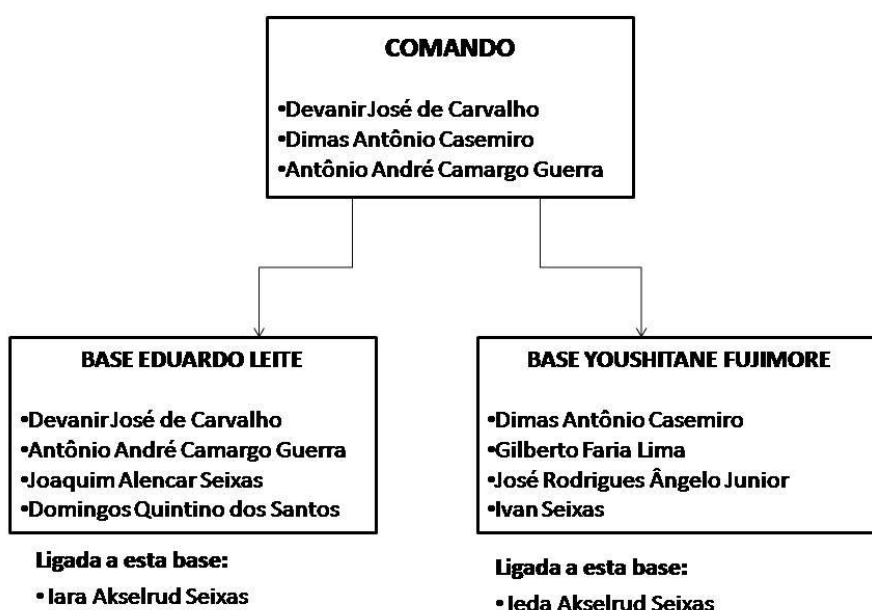 COMANDO
•Devanir José de Carvalho
•Dimas Antônio Casemiro
•Antônio André Camargo Guerra
BASE EDUARDO LEITE
•Devanir José de Carvalho
•Antônio André Camargo Guerra
•Joaquim Alencar Seixas
•Domingos Quintino dos Santos
Ligada a esta base:
• Iara Akselrud Seixas
BASE YOUSHITANE FUJIMORE
•Dimas Antônio Casemiro
•Gilberto Faria Lima
•José Rodrigues Ângelo Junior
•Ivan Seixas
Ligada a esta base:
• Ieda Akselrud Seixas